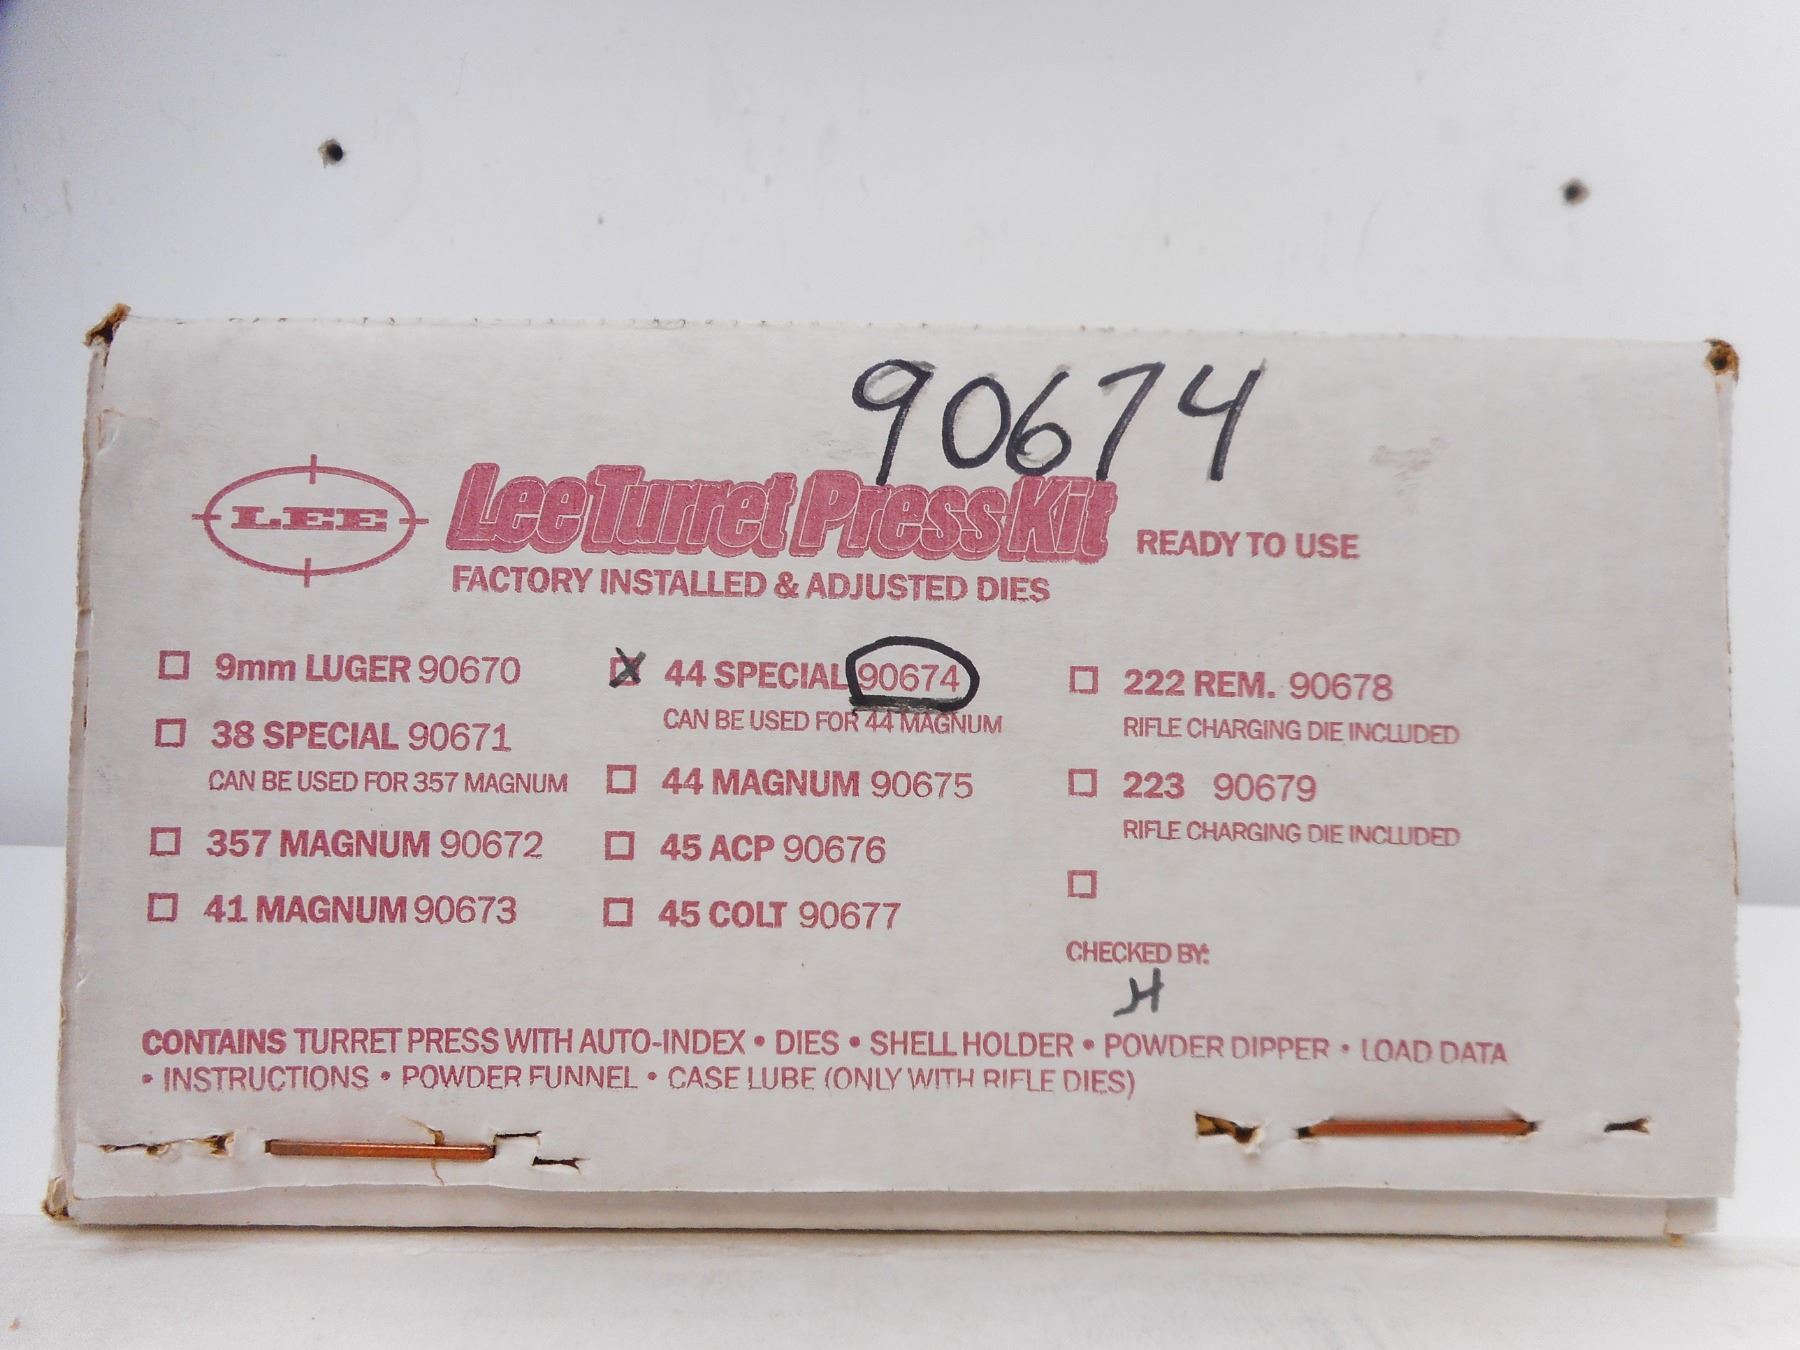 90674
LEE
Lee Turret Press Kit READY TO USE
FACTORY INSTALLED & ADJUSTED DIES
9mm LUGER 90670
38 SPECIAL 90671
CAN BE USED FOR 357 MAGNUM
357 MAGNUM 90672
41 MAGNUM 90673
X 44 SPECIAL 90674
CAN BE USED FOR 44 MAGNUM
44 MAGNUM 90675
45 ACP 90676
45 COLT 90677
222 REM. 90678
RIFLE CHARGING DIE INCLUDED
223 90679
RIFLE CHARGING DIE INCLUDED
CHECKED BY:
CONTAINS TURRET PRESS WITH AUTO-INDEX • DIES • SHELL HOLDER • POWDER DIPPER • LOAD DATA
• INSTRUCTIONS • POWDER FUNNEL • CASE LUBE (ONLY WITH RIFLE DIES)